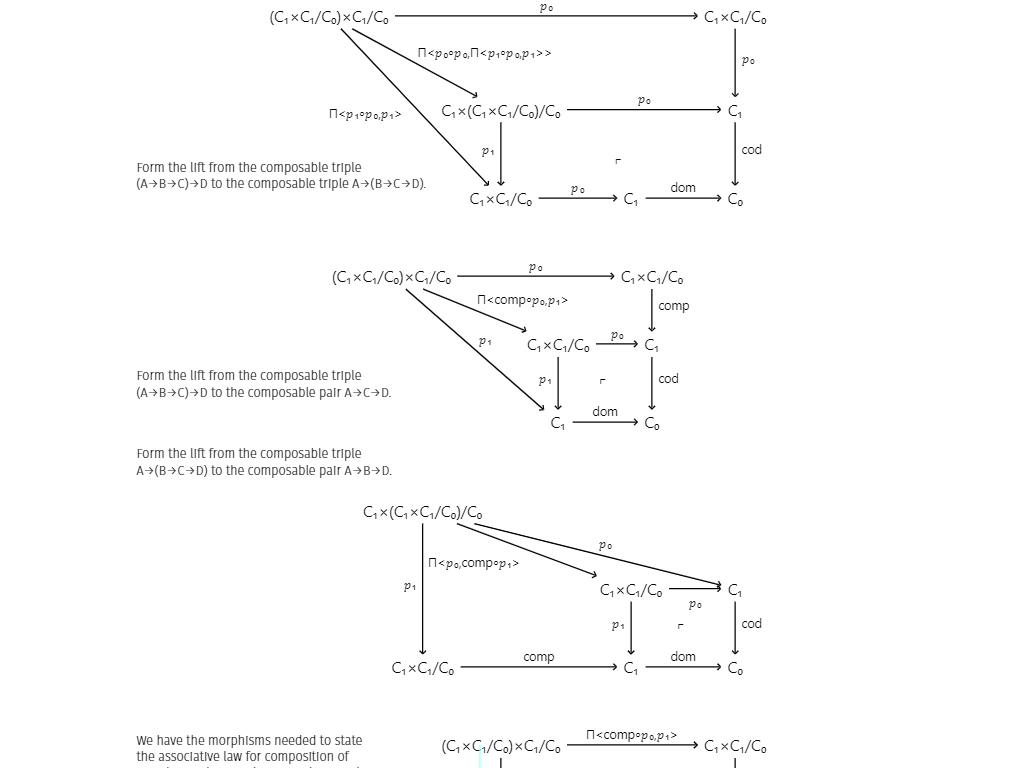 (C₁×C₁/C₀)×C₁/C₀ p₀ C₁×C₁/C₀
Π<p₀∘p₀,Π<p₁∘p₀,p₁>> p₀
Π<p₁∘p₀,p₁> C₁×(C₁×C₁/C₀)/C₀ p₀ C₁
p₁ cod
Form the lift from the composable triple
(A→B→C)→D to the composable triple A→(B→C→D).
C₁×C₁/C₀ p₀ C₁ dom C₀
(C₁×C₁/C₀)×C₁/C₀ p₀ C₁×C₁/C₀
Π<comp∘p₀,p₁> comp
p₁ C₁×C₁/C₀ p₀ C₁
Form the lift from the composable triple
(A→B→C)→D to the composable pair A→C→D.
p₁ cod
C₁ dom C₀
Form the lift from the composable triple
A→(B→C→D) to the composable pair A→B→D.
C₁×(C₁×C₁/C₀)/C₀
p₀
Π<p₀,comp∘p₁>
p₁ C₁×C₁/C₀ p₀ C₁
p₁ cod
C₁×C₁/C₀ comp C₁ dom C₀
We have the morphisms needed to state
the associative law for composition of
(C₁×C₁/C₀)×C₁/C₀ Π<comp∘p₀,p₁> C₁×C₁/C₀